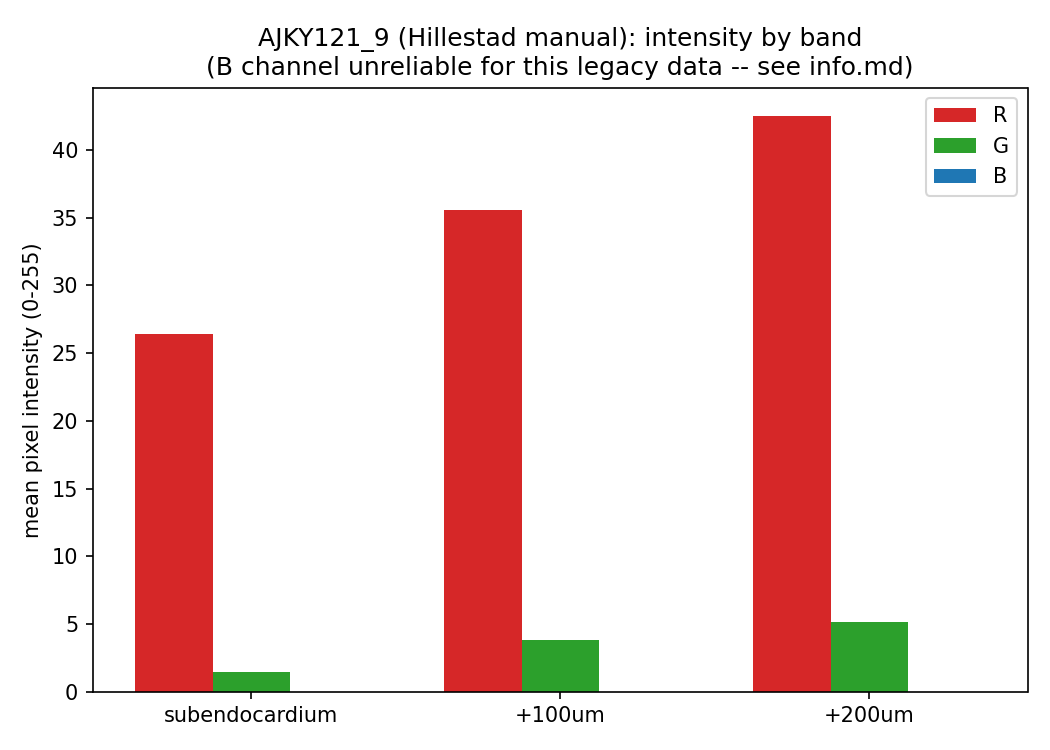 AJKY121_9 (Hillestad manual): intensity by band
(B channel unreliable for this legacy data -- see info.md)
R
G
B
mean pixel intensity (0-255)
40
35
30
25
20
15
10
5
0
subendocardium
+100um
+200um